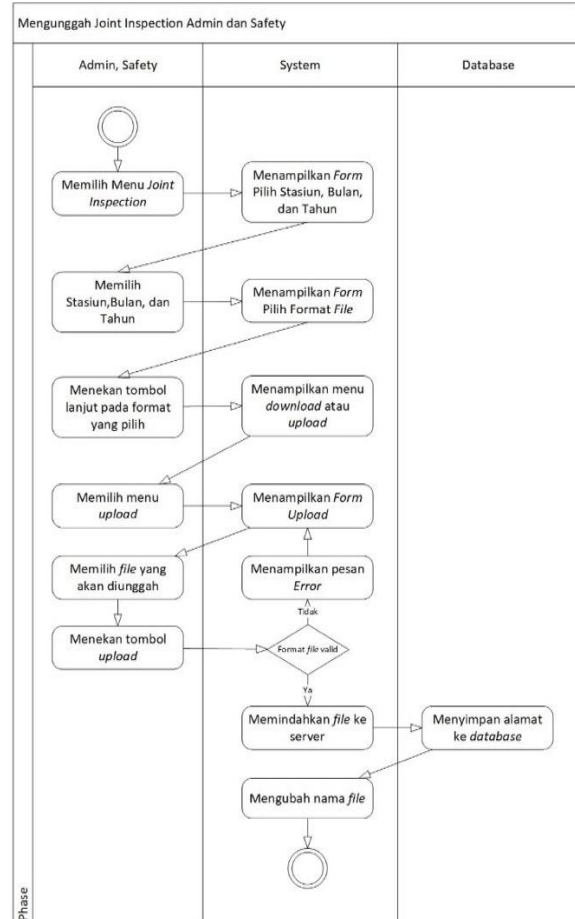 Mengunggah Joint Inspection Admin dan Safety
Admin, Safety
System
Database
Memilih Menu Joint
Inspection
Menampilkan Form
Pilih Stasiun, Bulan,
dan Tahun
Memilih
Stasiun,Bulan, dan
Tahun
Menampilkan Form
Pilih Format File
Menekan tombol
lanjut pada format
yang pilih
Menampilkan menu
download atau
upload
Memilih menu
upload
Menampilkan Form
Upload
Memilih file yang
akan diunggah
Menampilkan pesan
Error
Tidak
Menekan tombol
upload
Format file valid
Ya
Memindahkan file ke
server
Menyimpan alamat
ke database
Mengubah nama file
Phase